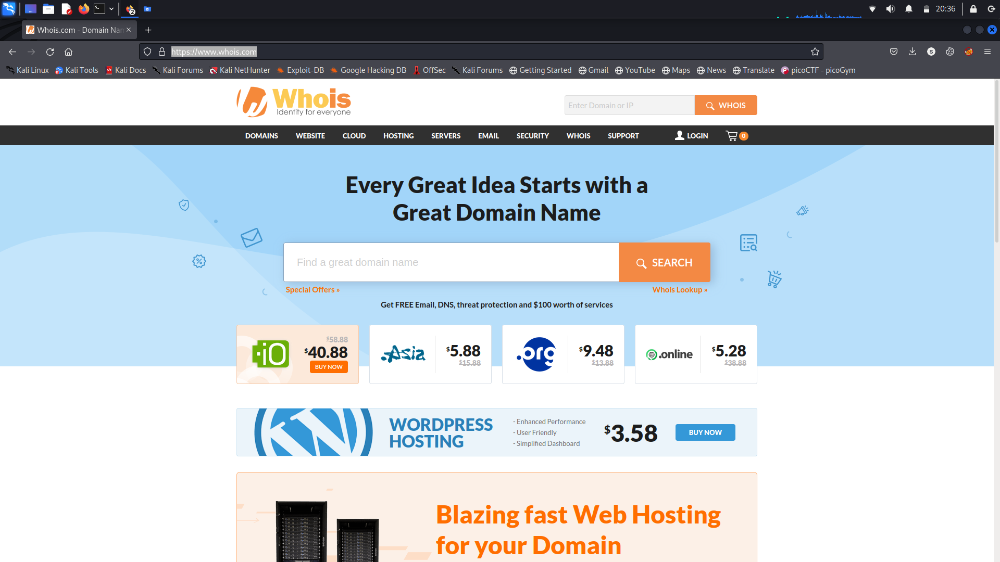 20:36
Whois.com - Domain Nan
https://www.whois.com
S
Kali Linux Kali Tools Kali Docs Kali Forums Kali NetHunter Exploit-DB Google Hacking DB OffSec Kali Forums Getting Started Gmail YouTube Maps News Translate picoCTF - picoGym
Whois
Identity for everyone
Enter Domain or IP WHOIS
DOMAINS WEBSITE CLOUD HOSTING SERVERS EMAIL SECURITY WHOIS SUPPORT LOGIN 0
Every Great Idea Starts with a
Great Domain Name
Find a great domain name SEARCH
Special Offers » Whois Lookup »
Get FREE Email, DNS, threat protection and $100 worth of services
.io $58.88
$40.88
BUY NOW
.Asia $5.88
$15.88
.org $9.48
$13.88
.online $5.28
$38.88
WORDPRESS
HOSTING
- Enhanced Performance
- User Friendly
- Simplified Dashboard
$3.58
BUY NOW
Blazing fast Web Hosting
for your Domain